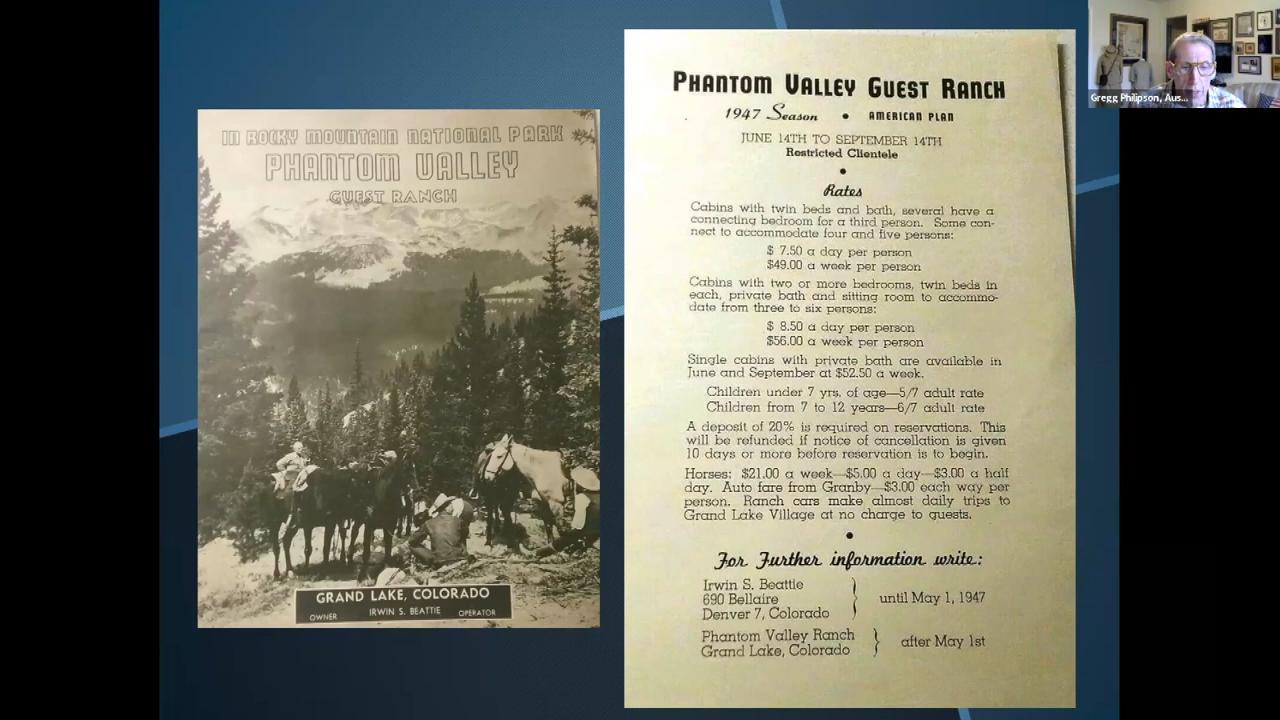 IN ROCKY MOUNTAIN NATIONAL PARK
PHANTOM VALLEY
GUEST RANCH
GRAND LAKE, COLORADO
OWNER IRWIN S. BEATTIE OPERATOR
PHANTOM VALLEY GUEST RANCH
1947 Season • AMERICAN PLAN
JUNE 14TH TO SEPTEMBER 14TH
Restricted Clientele
•
Rates
Cabins with twin beds and bath, several have a
connecting bedroom for a third person. Some con-
nect to accommodate four and five persons:
$ 7.50 a day per person
$49.00 a week per person
Cabins with two or more bedrooms, twin beds in
each, private bath and sitting room to accommo-
date from three to six persons:
$ 8.50 a day per person
$56.00 a week per person
Single cabins with private bath are available in
June and September at $52.50 a week.
Children under 7 yrs. of age—5/7 adult rate
Children from 7 to 12 years—6/7 adult rate
A deposit of 20% is required on reservations. This
will be refunded if notice of cancellation is given
10 days or more before reservation is to begin.
Horses: $21.00 a week—$5.00 a day—$3.00 a half
day. Auto fare from Granby—$3.00 each way per
person. Ranch cars make almost daily trips to
Grand Lake Village at no charge to guests.
•
For Further information write:
Irwin S. Beattie
690 Bellaire } until May 1, 1947
Denver 7, Colorado
Phantom Valley Ranch } after May 1st
Grand Lake, Colorado
Gregg Philipson, Aus...